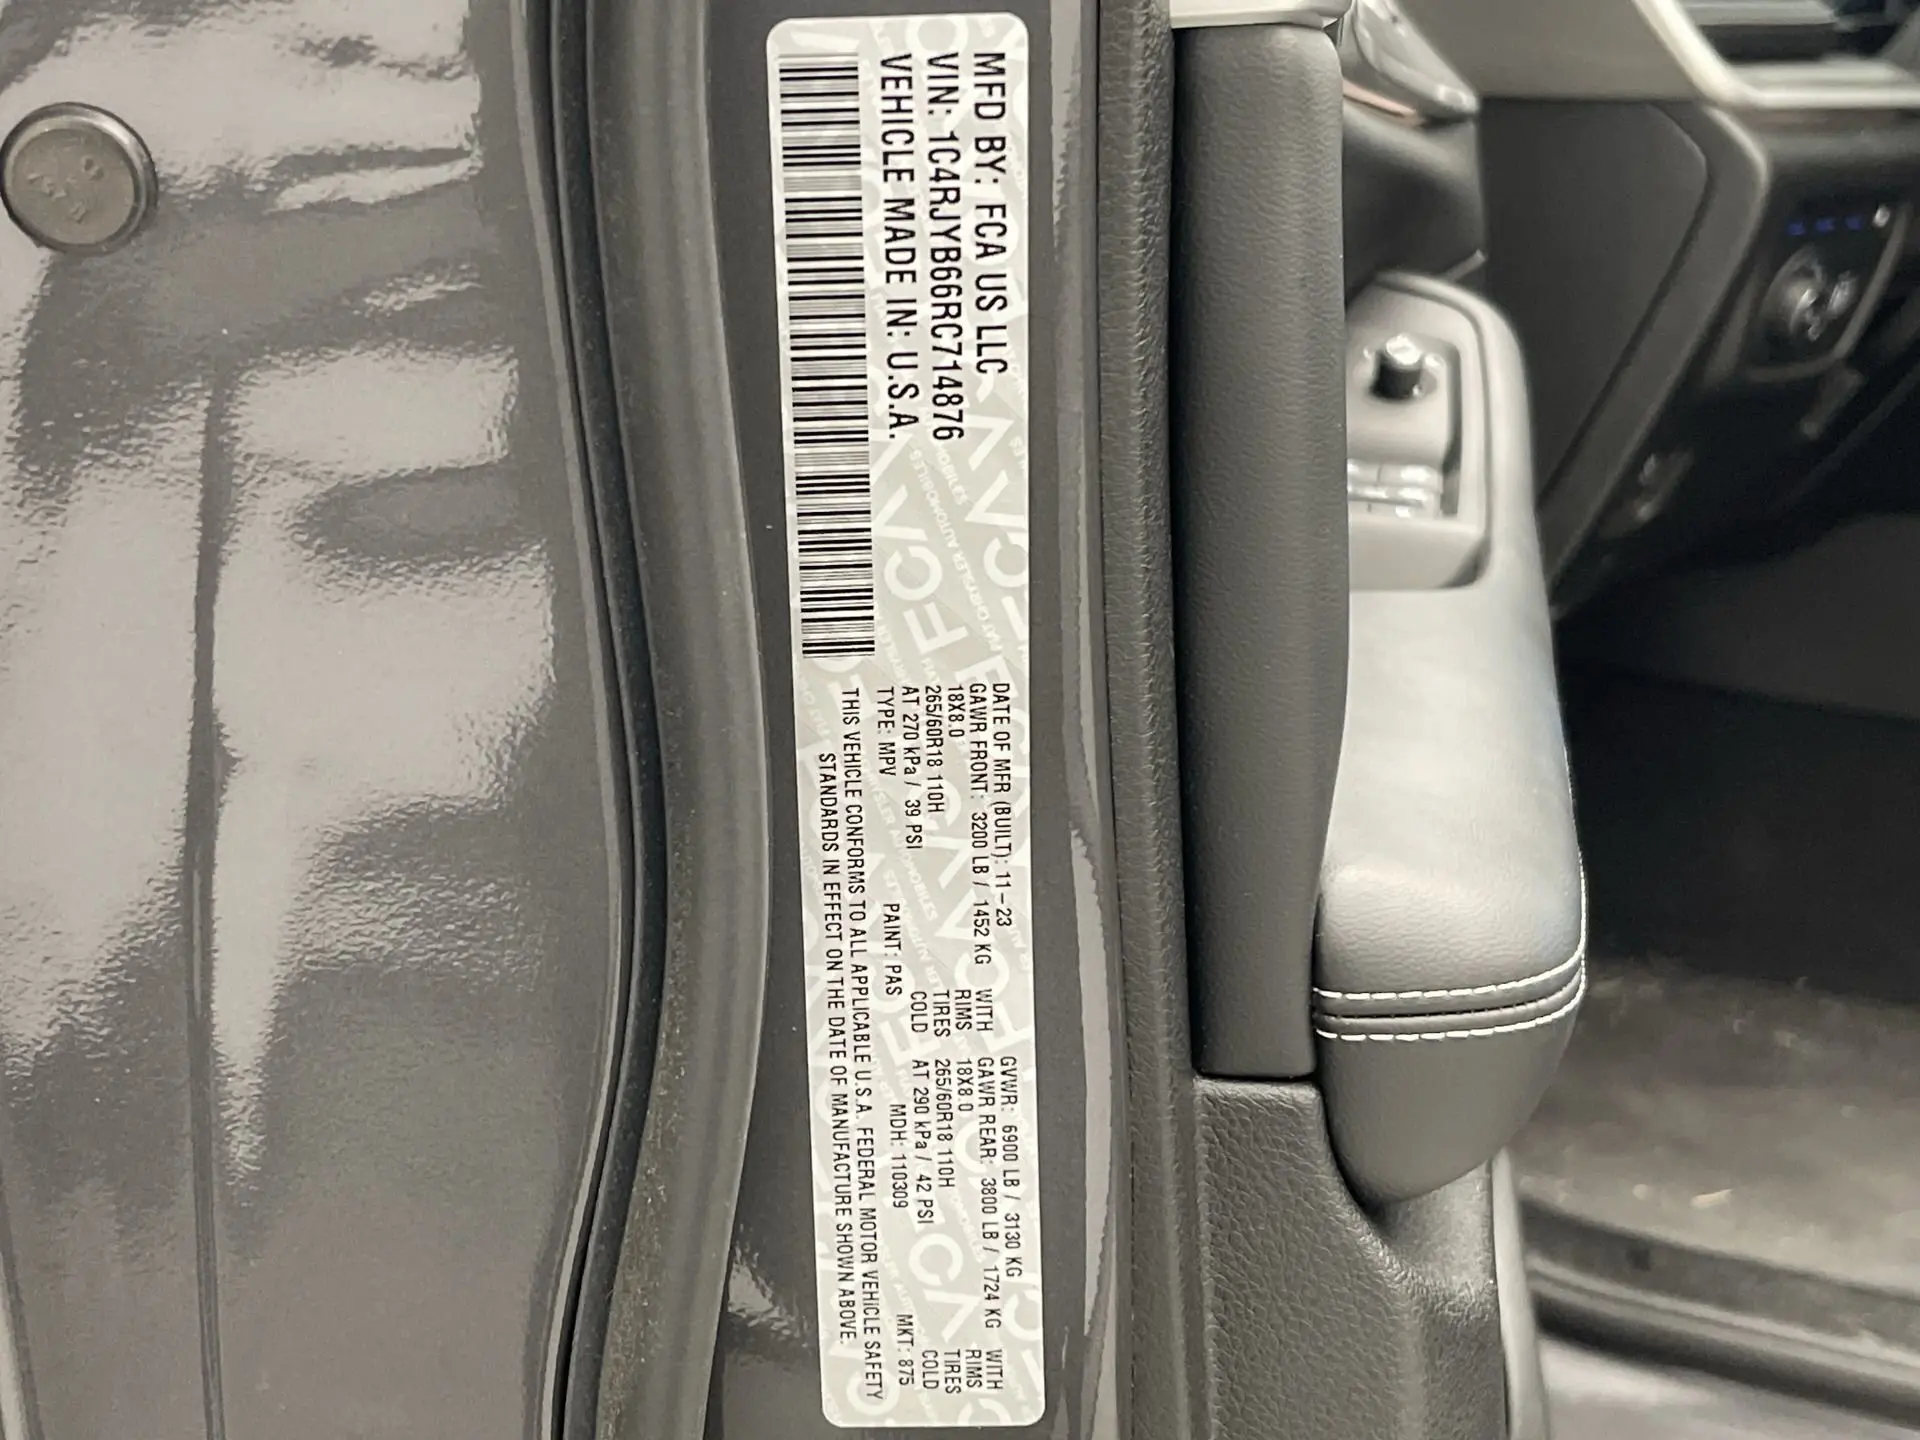 MFD BY: FCA US LLC
VIN: 1C4RJYB66RC714876
VEHICLE MADE IN: U.S.A.
DATE OF MFR (BUILT): 11-23 GVWR: 6900 LB / 3130 KG
GAWR FRONT: 3200 LB / 1452 KG WITH GAWR REAR: 3800 LB / 1724 KG WITH
18X8.0 RIMS 18X8.0 RIMS
265/60R18 110H TIRES 265/60R18 110H TIRES
AT 270 kPa / 39 PSI COLD AT 290 kPa / 42 PSI COLD
TYPE: MPV PAINT: PAS MDH: 110309 MKT: 875
THIS VEHICLE CONFORMS TO ALL APPLICABLE U.S.A. FEDERAL MOTOR VEHICLE SAFETY
STANDARDS IN EFFECT ON THE DATE OF MANUFACTURE SHOWN ABOVE.